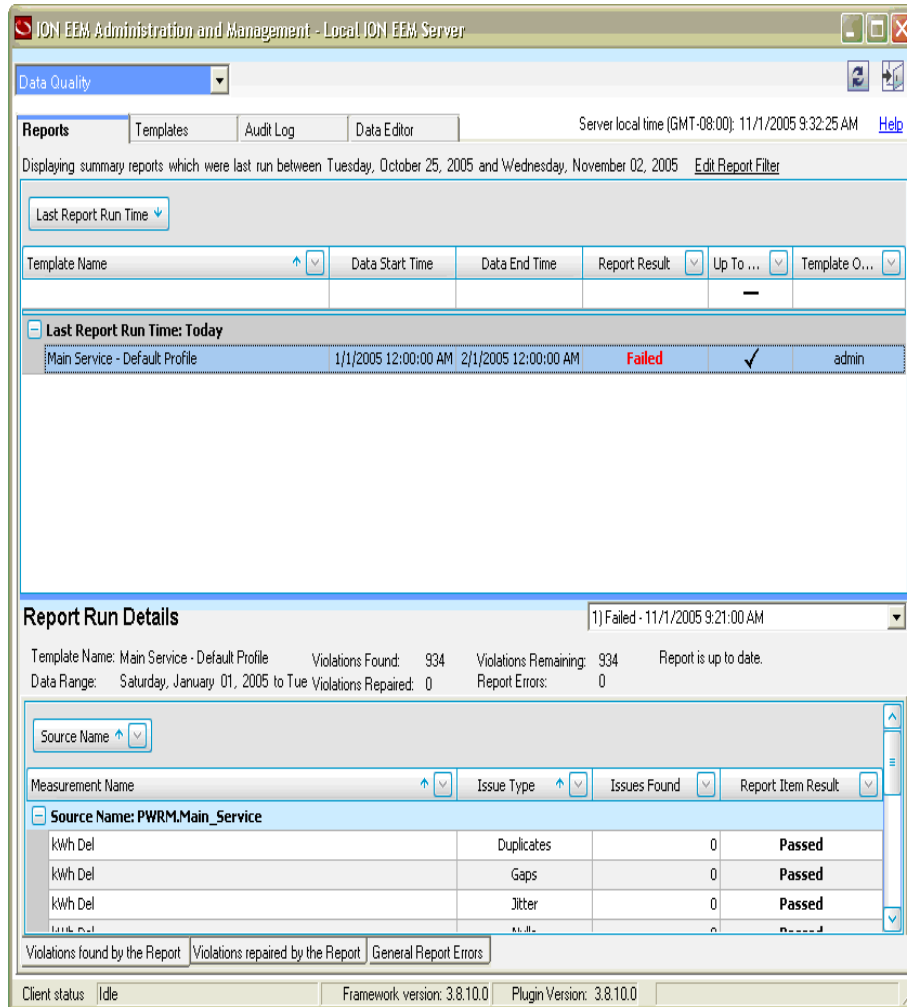 ION EEM Administration and Management - Local ION EEM Server
Data Quality
Reports Templates Audit Log Data Editor Server local time (GMT-08:00): 11/1/2005 9:32:25 AM Help
Displaying summary reports which were last run between Tuesday, October 25, 2005 and Wednesday, November 02, 2005 Edit Report Filter
Last Report Run Time
Template Name Data Start Time Data End Time Report Result Up To ... Template O...
Last Report Run Time: Today
Main Service - Default Profile 1/1/2005 12:00:00 AM 2/1/2005 12:00:00 AM Failed admin
Report Run Details 1) Failed - 11/1/2005 9:21:00 AM
Template Name: Main Service - Default Profile Violations Found: 934 Violations Remaining: 934 Report is up to date.
Data Range: Saturday, January 01, 2005 to Tue Violations Repaired: 0 Report Errors: 0
Source Name
Measurement Name Issue Type Issues Found Report Item Result
Source Name: PWRM.Main_Service
kWh Del Duplicates 0 Passed
kWh Del Gaps 0 Passed
kWh Del Jitter 0 Passed
kWh Del Nulls 0 Passed
Violations found by the Report Violations repaired by the Report General Report Errors
Client status Idle Framework version: 3.8.10.0 Plugin Version: 3.8.10.0